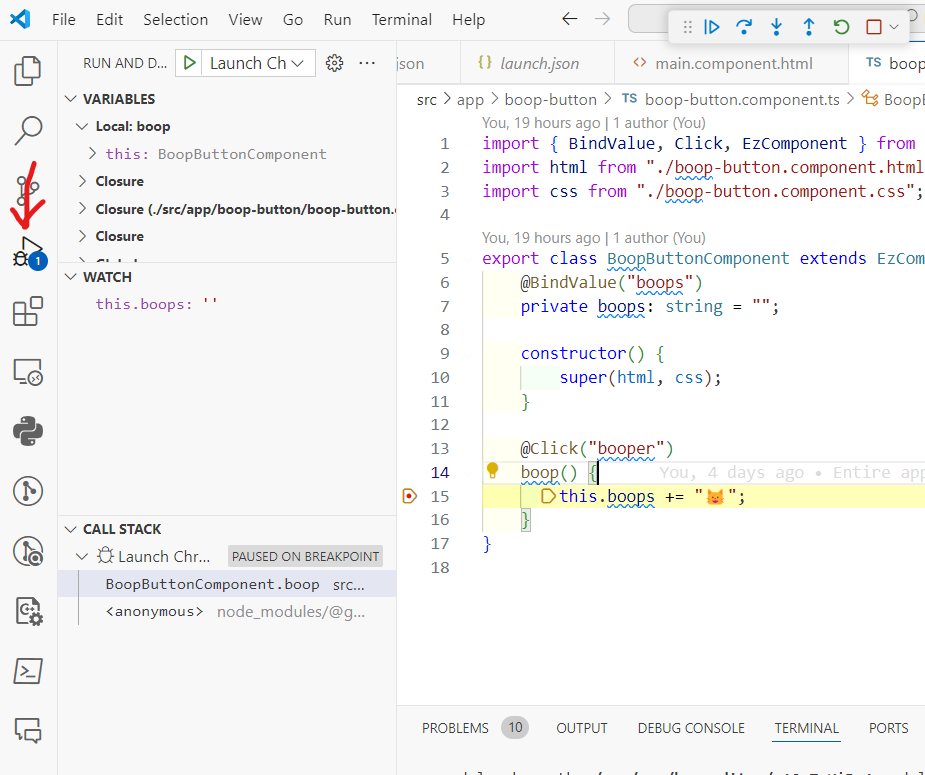 File Edit Selection View Go Run Terminal Help
RUN AND D... Launch Ch
json launch.json main.component.html TS boop
src > app > boop-button > TS boop-button.component.ts > BoopB
VARIABLES
Local: boop
this: BoopButtonComponent
Closure
Closure (./src/app/boop-button/boop-button.c
Closure
WATCH
this.boops: ''
CALL STACK
Launch Chr... PAUSED ON BREAKPOINT
BoopButtonComponent.boop src...
<anonymous> node_modules/@g...
1
You, 19 hours ago | 1 author (You)
1 import { BindValue, Click, EzComponent } from
2 import html from "./boop-button.component.html
3 import css from "./boop-button.component.css";
4
You, 19 hours ago | 1 author (You)
5 export class BoopButtonComponent extends EzCom
6 @BindValue("boops")
7 private boops: string = "";
8
9 constructor() {
10 super(html, css);
11 }
12
13 @Click("booper")
14 boop() { You, 4 days ago • Entire app
15 this.boops += "😺";
16 }
17 }
18
PROBLEMS 10 OUTPUT DEBUG CONSOLE TERMINAL PORTS